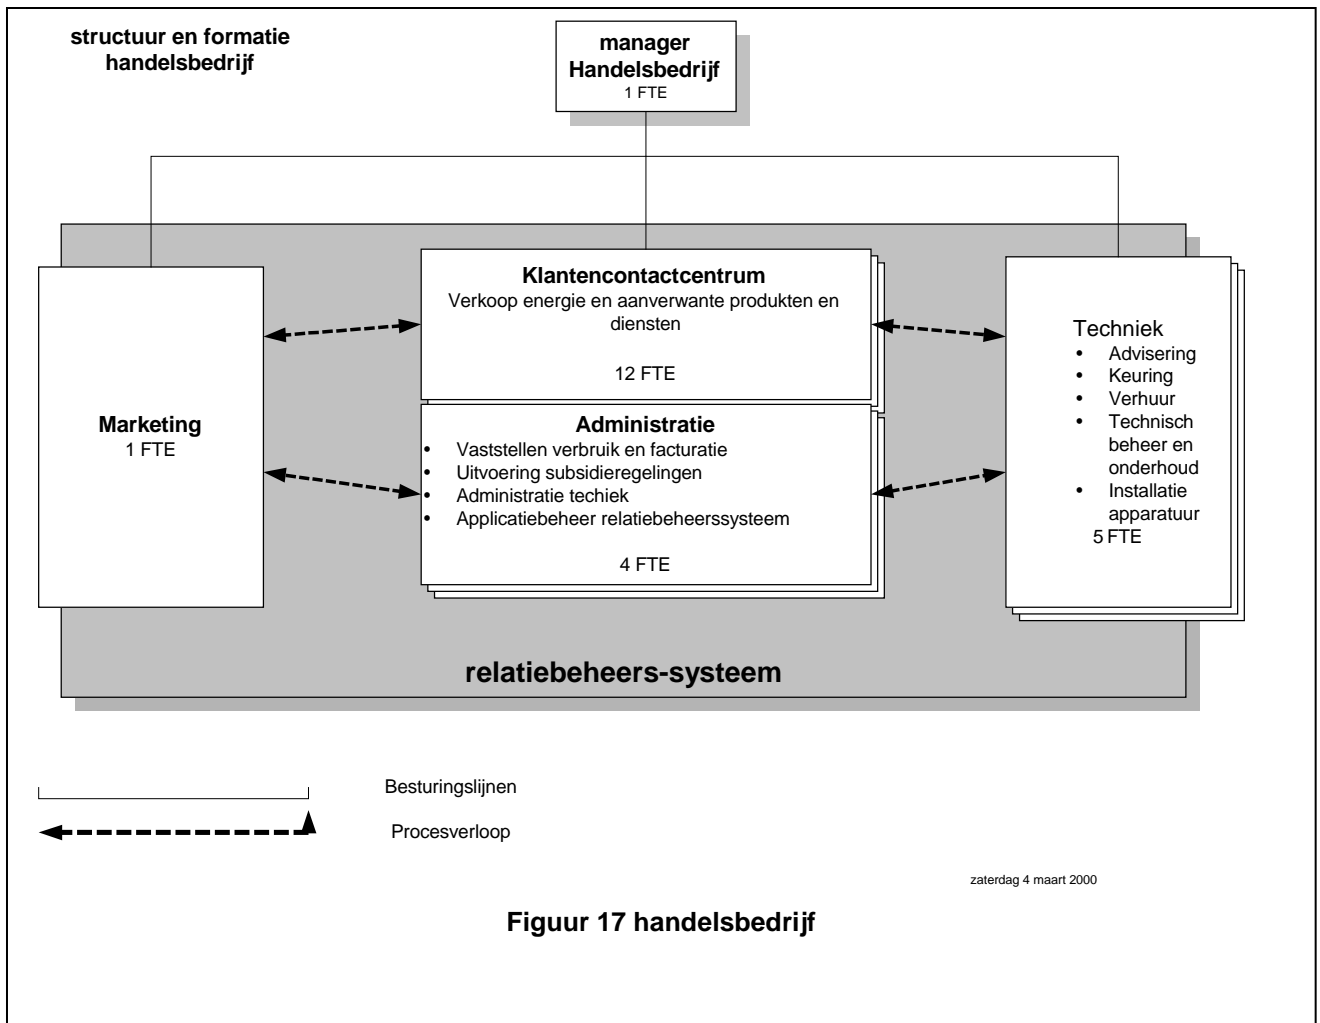 structuur en formatie
handelsbedrijf
manager
Handelsbedrijf
1 FTE
Klantencontactcentrum
Verkoop energie en aanverwante produkten en
diensten
12 FTE
Marketing
1 FTE
Administratie
• Vaststellen verbruik en facturatie
• Uitvoering subsidieregelingen
• Administratie techiek
• Applicatiebeheer relatiebeheerssysteem
4 FTE
Techniek
• Advisering
• Keuring
• Verhuur
• Technisch
beheer en
onderhoud
• Installatie
apparatuur
5 FTE
relatiebeheers-systeem
Besturingslijnen
Procesverloop
zaterdag 4 maart 2000
Figuur 17 handelsbedrijf